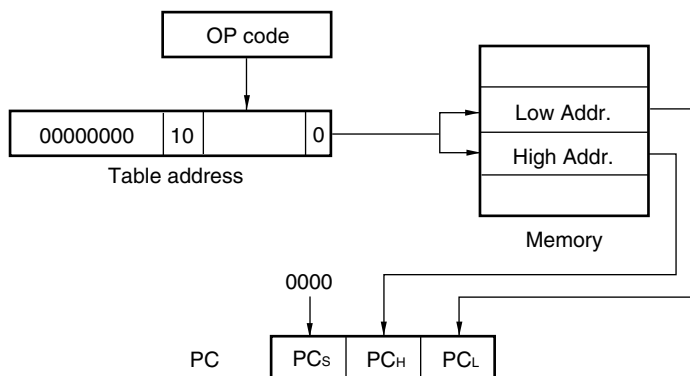 OP code
00000000 10 0
Table address
Low Addr.
High Addr.
Memory
0000
PC PCS PCH PCL